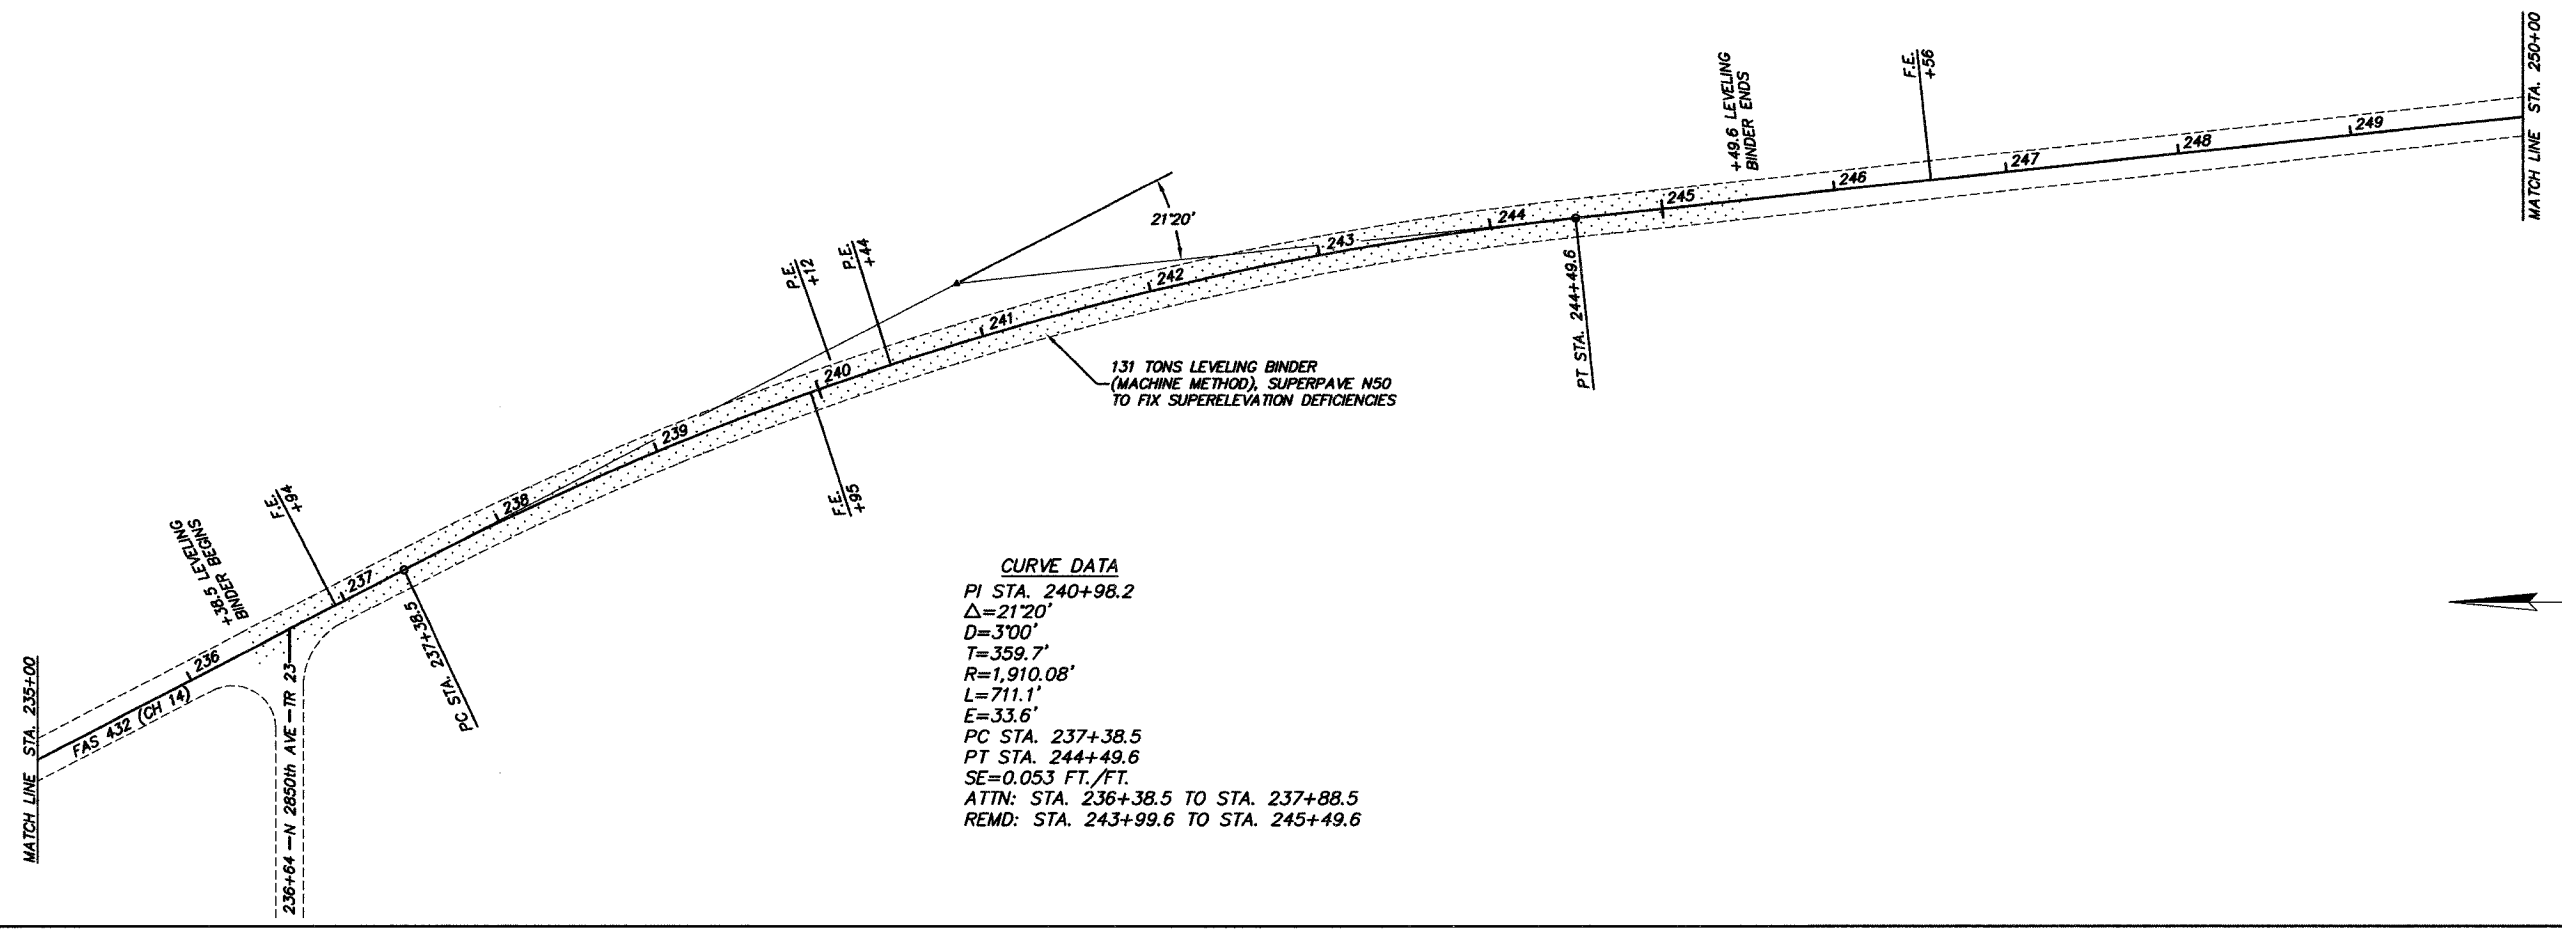 MATCH LINE STA. 235+00
FAS 432 (CH 14)
236
+38.5 LEVELING
BINDER BEGINS
236+64 —N 2850th AVE—TR 23
F.E.
+94
237
PC STA. 237+38.5
238
239
P.E.
+12
240
F.E.
+95
P.E.
+44
241
21°20'
242
131 TONS LEVELING BINDER
(MACHINE METHOD), SUPERPAVE N50
TO FIX SUPERELEVATION DEFICIENCIES
243
244
PT STA. 244+49.6
245
+49.6 LEVELING
BINDER ENDS
246
F.E.
+56
247
248
249
MATCH LINE STA. 250+00
CURVE DATA
PI STA. 240+98.2
Δ=21°20'
D=3°00'
T=359.7'
R=1,910.08'
L=711.1'
E=33.6'
PC STA. 237+38.5
PT STA. 244+49.6
SE=0.053 FT./FT.
ATTN: STA. 236+38.5 TO STA. 237+88.5
REMD: STA. 243+99.6 TO STA. 245+49.6